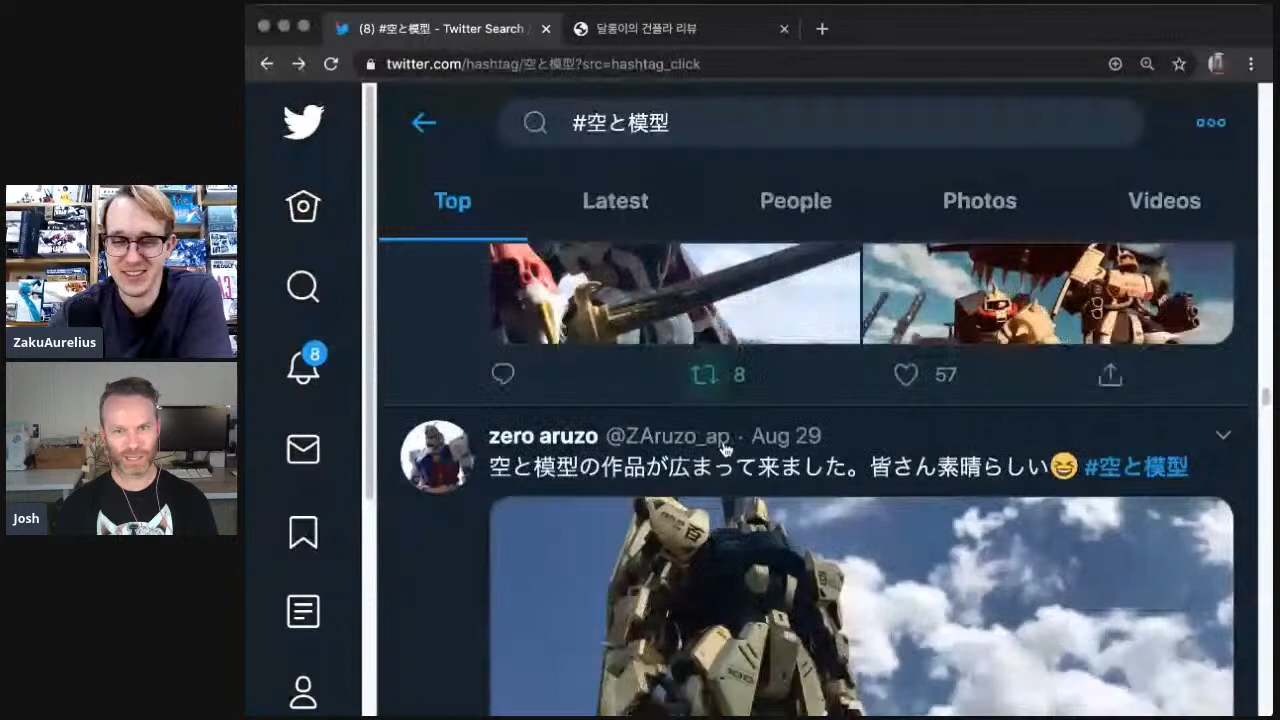 (8) #空と模型 - Twitter Search
달롱이의 건플라 리뷰
twitter.com/hashtag/空と模型?src=hashtag_click
#空と模型
Top
Latest
People
Photos
Videos
8
57
8
ZakuAurelius
zero aruzo @ZAruzo_ap · Aug 29
空と模型の作品が広まって来ました。皆さん素晴らしい😆 #空と模型
Josh